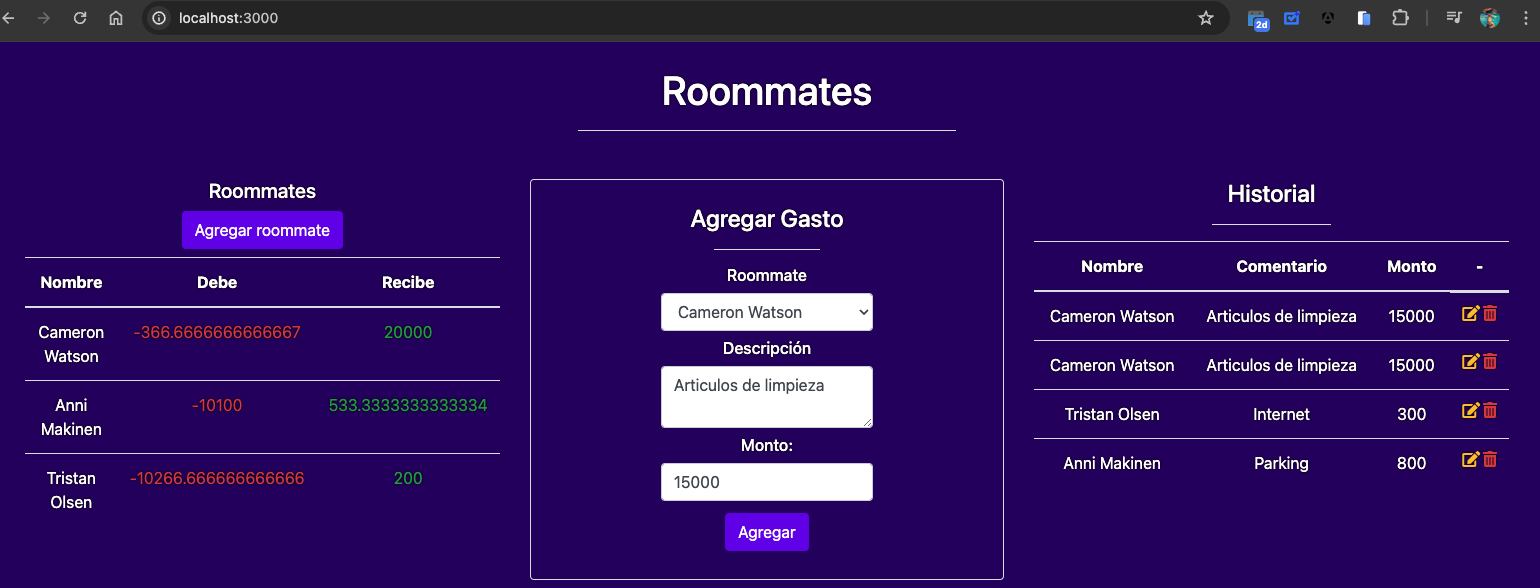 localhost:3000
2d
Roommates
Roommates
Agregar roommate
Nombre Debe Recibe
Cameron Watson -366.6666666666667 20000
Anni Makinen -10100 533.3333333333334
Tristan Olsen -10266.666666666666 200
Agregar Gasto
Roommate
Cameron Watson
Descripción
Articulos de limpieza
Monto:
15000
Agregar
Historial
Nombre Comentario Monto -
Cameron Watson Articulos de limpieza 15000
Cameron Watson Articulos de limpieza 15000
Tristan Olsen Internet 300
Anni Makinen Parking 800